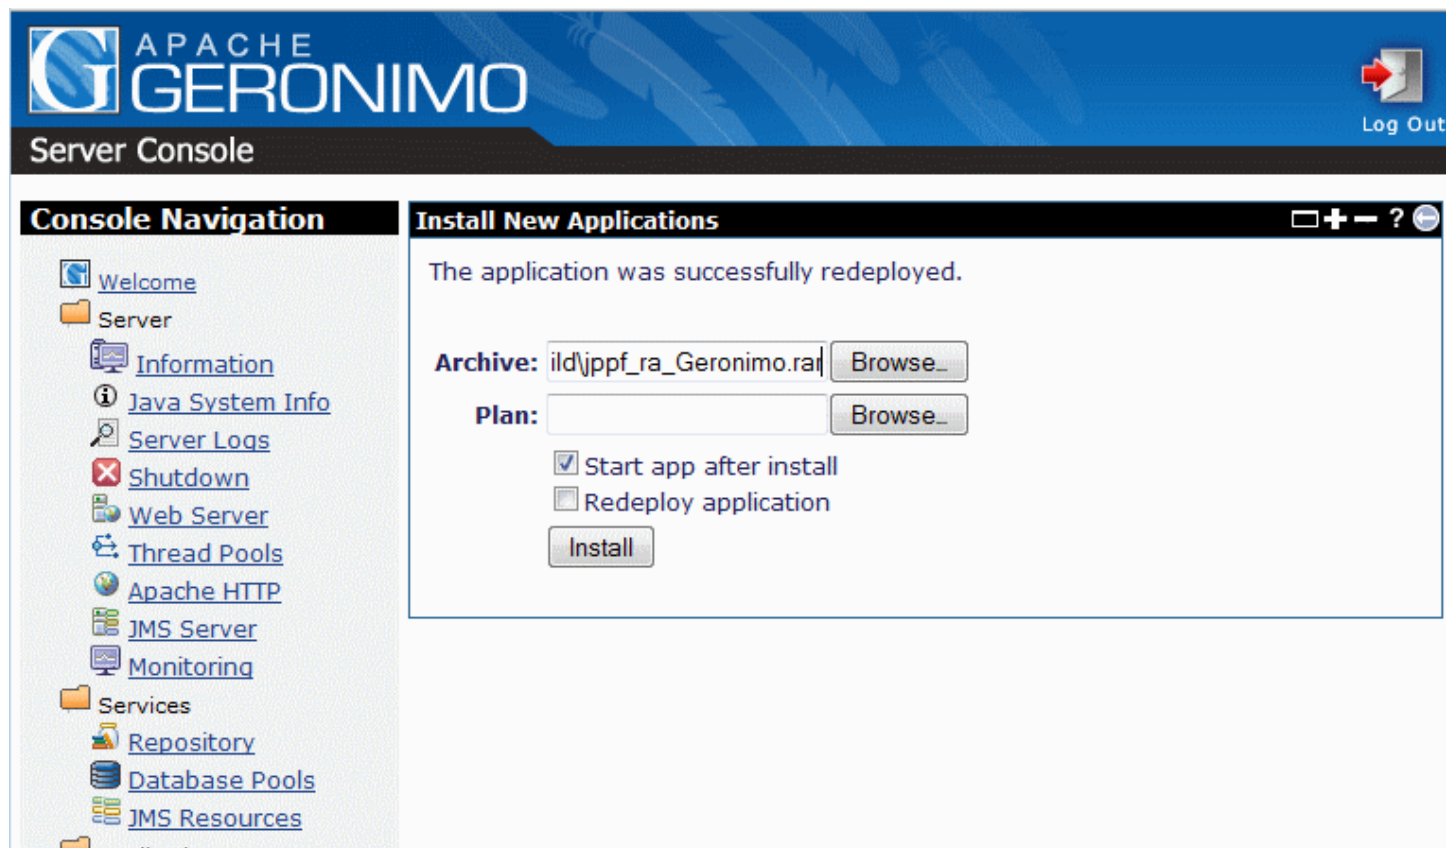 APACHE
GERONIMO
Log Out
Server Console
Console Navigation
Install New Applications
?
Welcome
The application was successfully redeployed.
Server
Information
Archive: ild\jppf_ra_Geronimo.rar Browse...
Java System Info
Plan: Browse...
Server Logs
Start app after install
Shutdown
Redeploy application
Web Server
Install
Thread Pools
Apache HTTP
JMS Server
Monitoring
Services
Repository
Database Pools
JMS Resources